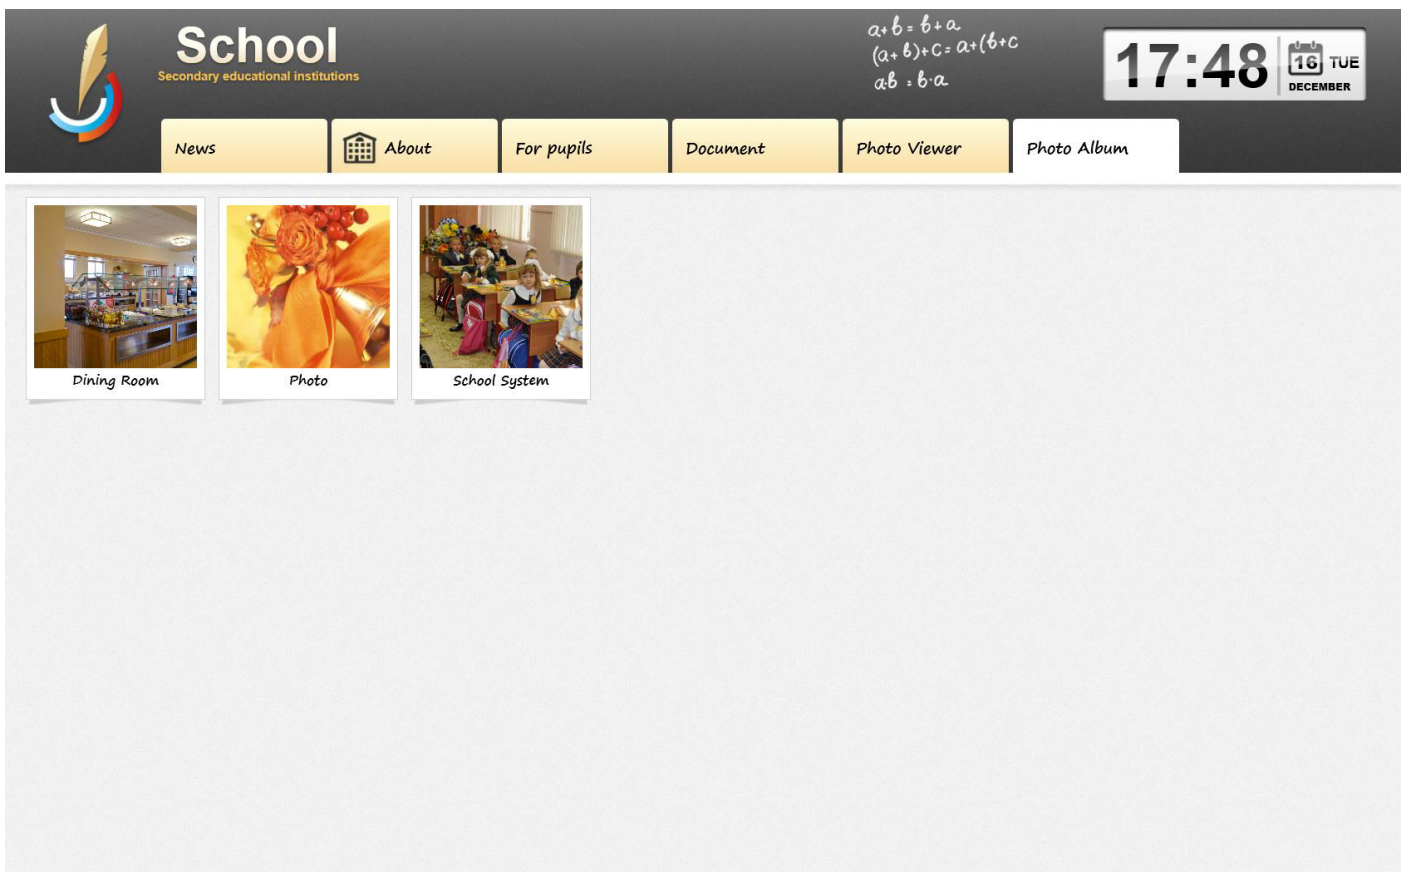 School
Secondary educational institutions
a+b=b+a
(a+b)+c=a+(b+c
a·b=b·a
17:48
16 TUE
DECEMBER
News
About
For pupils
Document
Photo Viewer
Photo Album
Dining Room
Photo
School System